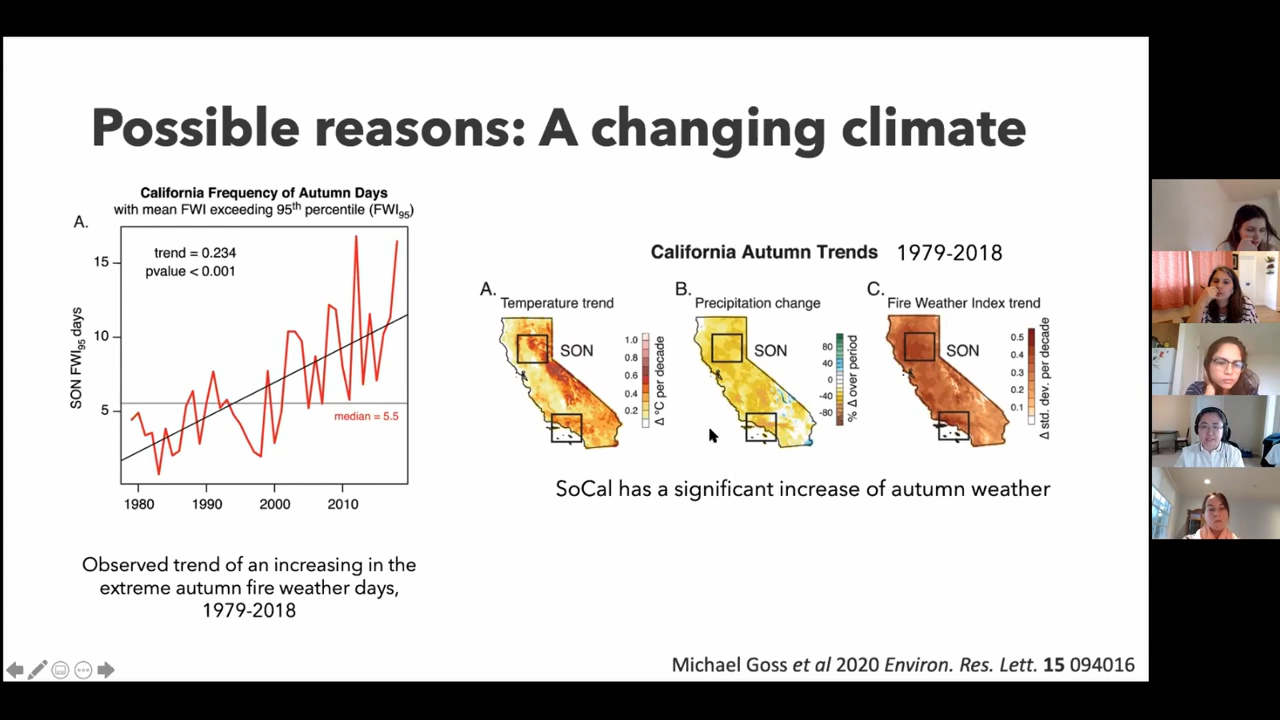 Possible reasons: A changing climate
California Frequency of Autumn Days
with mean FWI exceeding 95th percentile (FWI95)
A.
trend = 0.234
pvalue < 0.001
15
10
5
SON FWI95 days
median = 5.5
1980 1990 2000 2010
Observed trend of an increasing in the
extreme autumn fire weather days,
1979-2018
California Autumn Trends 1979-2018
A.
Temperature trend
SON
1.0
0.8
0.6
0.4
0.2
Δ °C per decade
B.
Precipitation change
SON
80
40
0
-40
-80
% Δ over period
C.
Fire Weather Index trend
SON
0.5
0.4
0.3
0.2
0.1
Δ std. dev. per decade
SoCal has a significant increase of autumn weather
Michael Goss et al 2020 Environ. Res. Lett. 15 094016